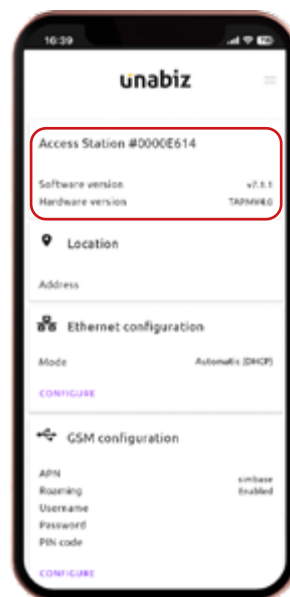 16:39
unabiz
Access Station #0000E614
Software version v7.1.1
Hardware version TAPMV4.0
Location
Address
Ethernet configuration
Mode Automatic (DHCP)
CONFIGURE
GSM configuration
APN simbase
Roaming Enabled
Username
Password
PIN code
CONFIGURE